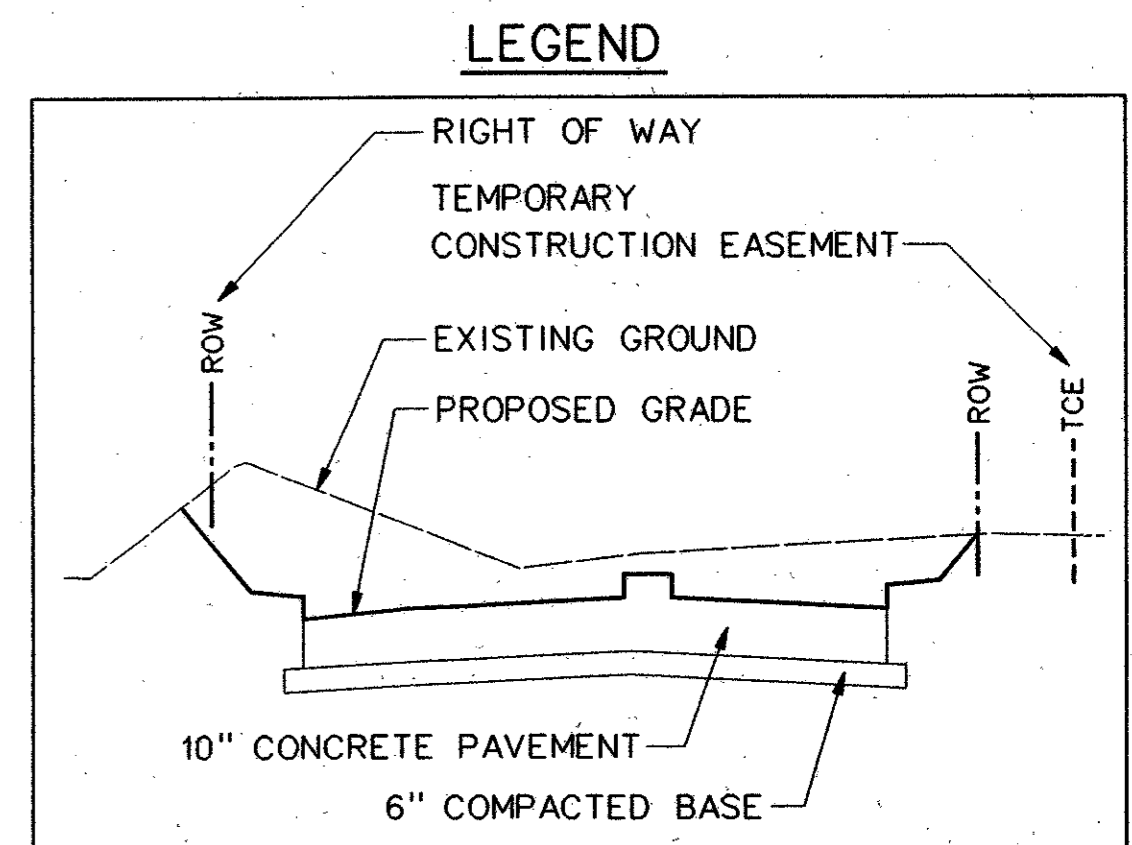 LEGEND
RIGHT OF WAY
TEMPORARY
CONSTRUCTION EASEMENT
ROW
EXISTING GROUND
ROW
TCE
PROPOSED GRADE
10" CONCRETE PAVEMENT
6" COMPACTED BASE